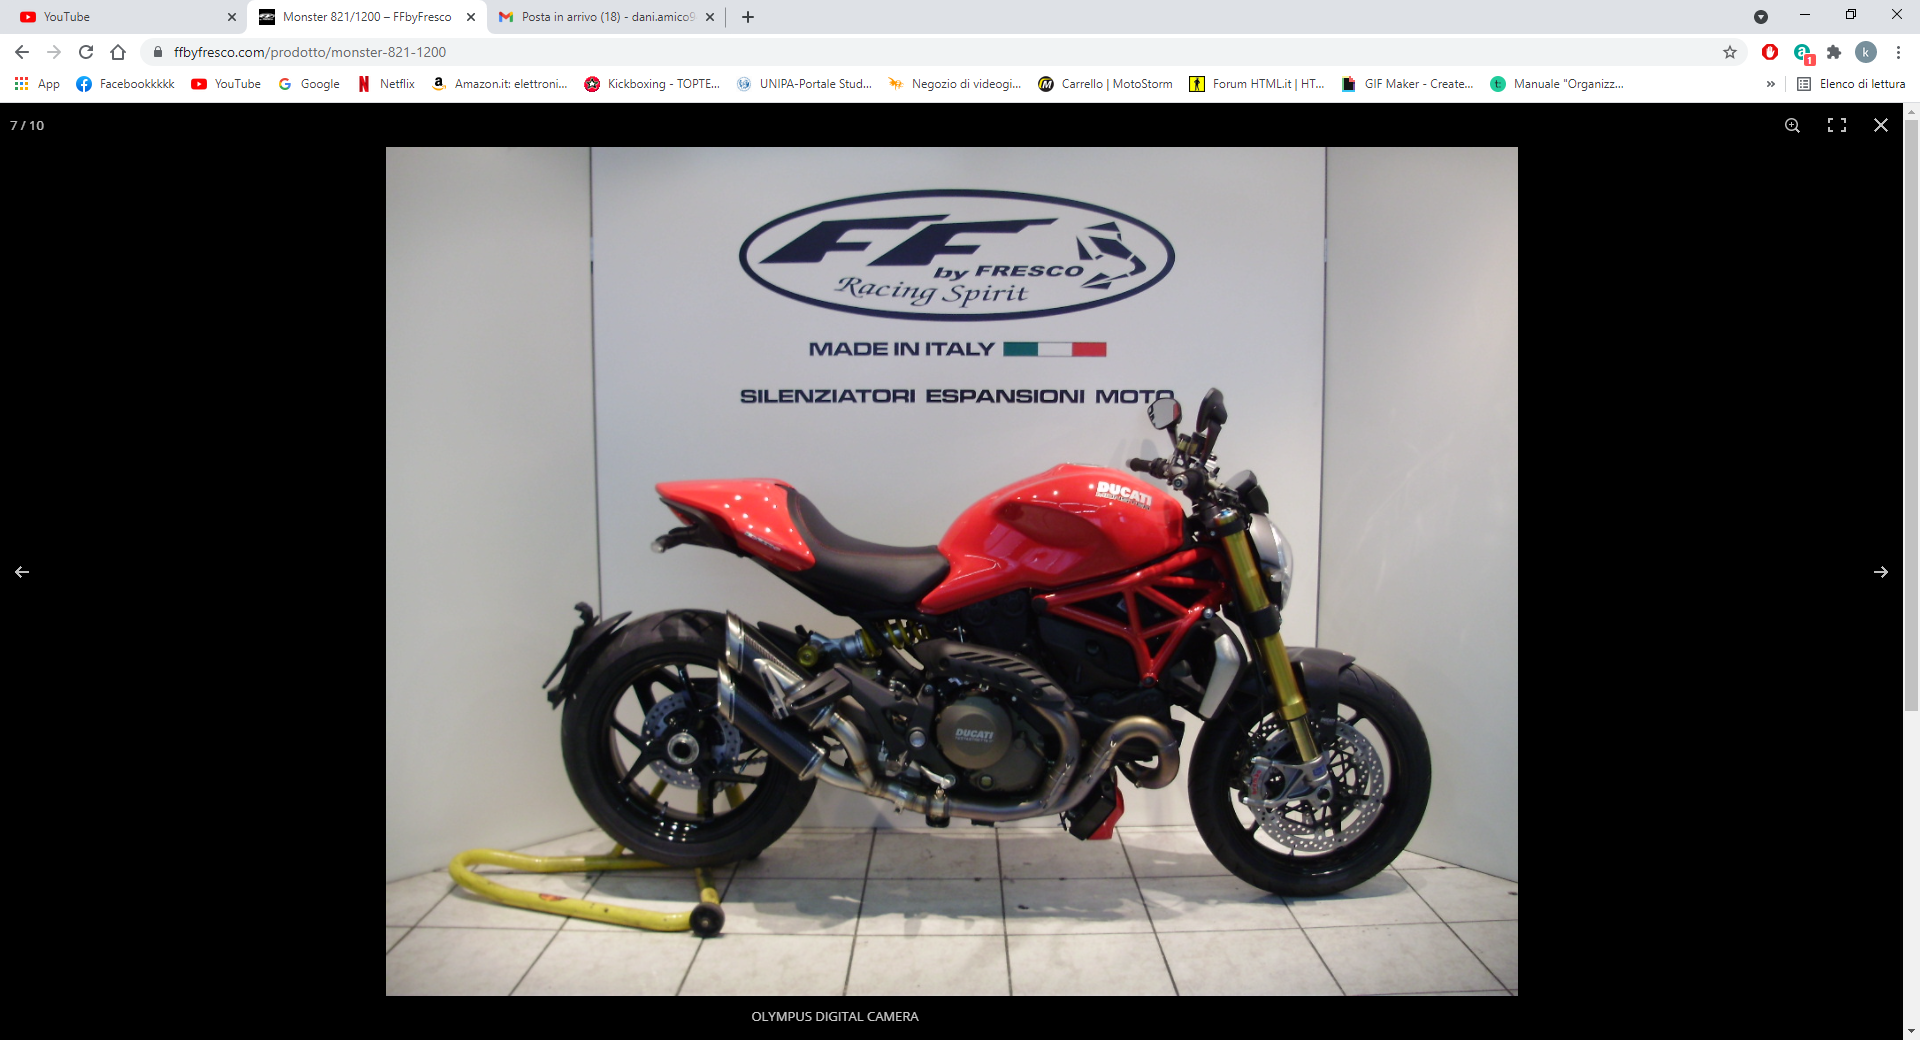 YouTube
Monster 821/1200 – FFbyFresco
Posta in arrivo (18) - dani.amico9
ffbyfresco.com/prodotto/monster-821-1200
App
Facebookkkkk
YouTube
Google
Netflix
Amazon.it: elettroni...
Kickboxing - TOPTE...
UNIPA-Portale Stud...
Negozio di videogi...
Carrello | MotoStorm
Forum HTML.it | HT...
GIF Maker - Create...
Manuale "Organizz...
»
Elenco di lettura
7 / 10
FF
by FRESCO
Racing Spirit
MADE IN ITALY
SILENZIATORI ESPANSIONI MOTO
DUCATI
DUCATI
OLYMPUS DIGITAL CAMERA